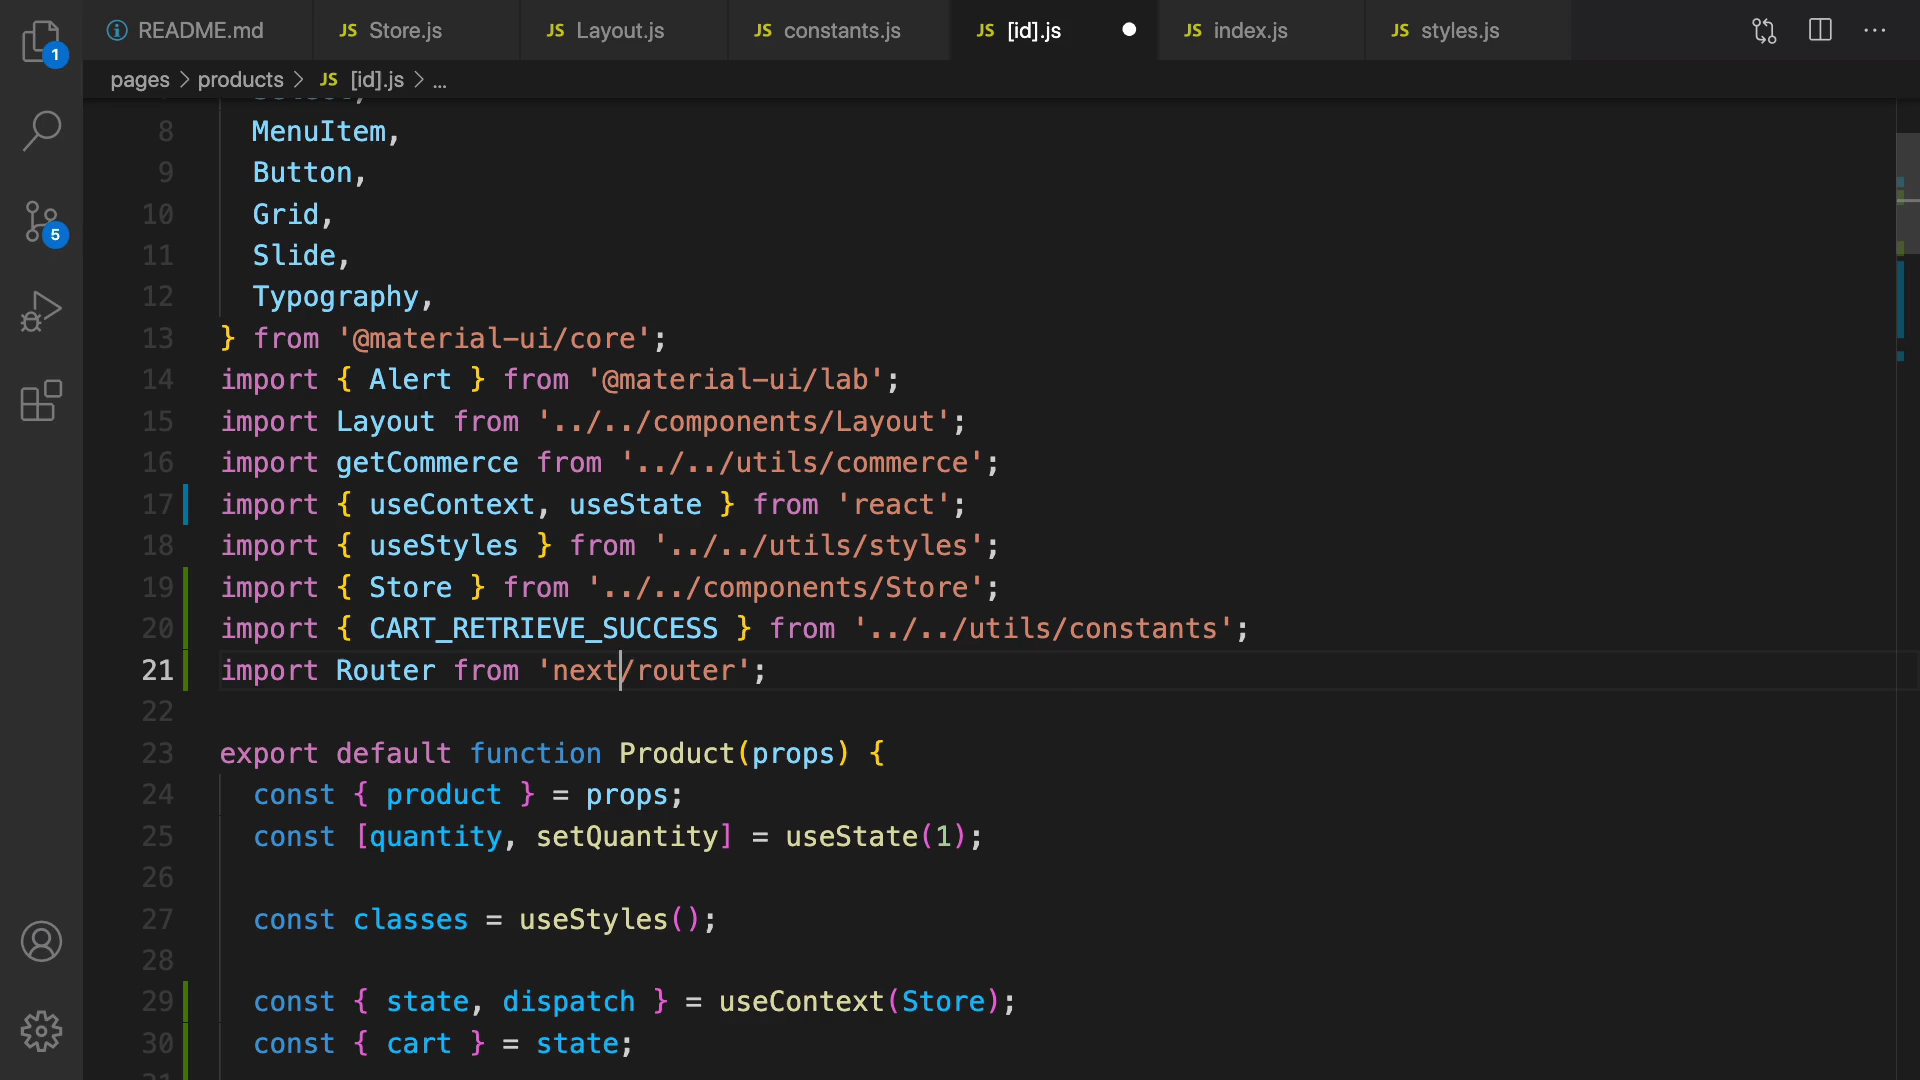 README.md
JS Store.js
JS Layout.js
JS constants.js
JS [id].js
JS index.js
JS styles.js
pages > products > JS [id].js > ...
1
5
8 MenuItem,
9 Button,
10 Grid,
11 Slide,
12 Typography,
13 } from '@material-ui/core';
14 import { Alert } from '@material-ui/lab';
15 import Layout from '../../components/Layout';
16 import getCommerce from '../../utils/commerce';
17 import { useContext, useState } from 'react';
18 import { useStyles } from '../../utils/styles';
19 import { Store } from '../../components/Store';
20 import { CART_RETRIEVE_SUCCESS } from '../../utils/constants';
21 import Router from 'next/router';
22
23 export default function Product(props) {
24 const { product } = props;
25 const [quantity, setQuantity] = useState(1);
26
27 const classes = useStyles();
28
29 const { state, dispatch } = useContext(Store);
30 const { cart } = state;